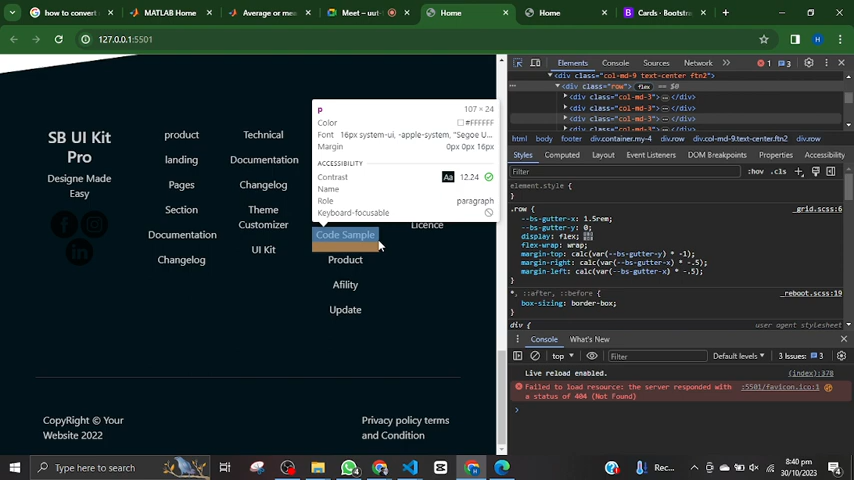 how to convert
MATLAB Home
Average or me
Meet – uut-
Home
Home
Cards · Bootstr
127.0.0.1:5501
H
SB UI Kit
Pro
Designe Made
Easy
product
landing
Pages
Section
Documentation
Changelog
Technical
Documentation
Changelog
Theme
Customizer
UI Kit
p
107 × 24
Color
#FFFFFF
Font
16px system-ui, -apple-system, "Segoe U...
Margin
0px 0px 16px
ACCESSIBILITY
Contrast
Aa
12.24
Name
Role
paragraph
Keyboard-focusable
Code Sample
Product
Afility
Update
Licence
CopyRight © Your
Website 2022
Privacy policy terms
and Condition
Elements
Console
Sources
Network
1
3
<div class="col-md-9 text-center ftn2">
<div class="row"> flex == $0
<div class="col-md-3"> </div>
<div class="col-md-3"> </div>
<div class="col-md-3"> </div>
html
body
footer
div.container.my-4
div.row
div.col-md-9.text-center.ftn2
div.row
Styles
Computed
Layout
Event Listeners
DOM Breakpoints
Properties
Accessibility
Filter
:hov
.cls
element.style {
}
.row {
_grid.scss:6
--bs-gutter-x: 1.5rem;
--bs-gutter-y: 0;
display: flex;
flex-wrap: wrap;
margin-top: calc(var(--bs-gutter-y) * -1);
margin-right: calc(var(--bs-gutter-x) * -.5);
margin-left: calc(var(--bs-gutter-x) * -.5);
}
*, ::after, ::before {
_reboot.scss:19
box-sizing: border-box;
}
div {
user agent stylesheet
Console
What's New
top
Filter
Default levels
3 Issues:
3
Live reload enabled.
(index):378
Failed to load resource: the server responded with
:5501/favicon.ico:1
a status of 404 (Not Found)
Type here to search
Rec...
8:40 pm
30/10/2023
4